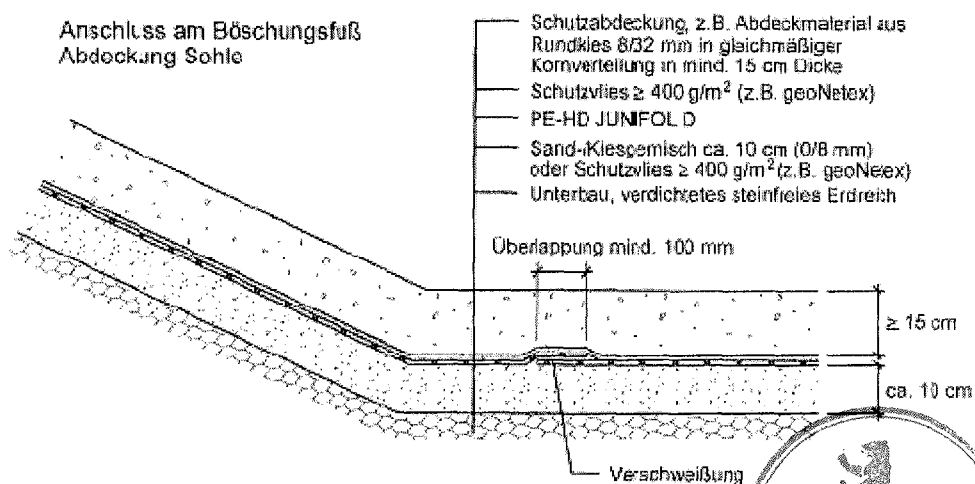 Anschluss am Böschungsfuß
Abdeckung Sohle
Schutzabdeckung, z.B. Abdeckmaterial aus
Rundkies 8/32 mm in gleichmäßiger
Kornverteilung in mind. 15 cm Dicke
Schutzvlies ≥ 400 g/m² (z.B. geoNetex)
PE-HD JUNIFOL D
Sand-/Kiesgemisch ca. 10 cm (0/8 mm)
oder Schutzvlies ≥ 400 g/m² (z.B. geoNetex)
Unterbau, verdichtetes steinfreies Erdreich
Überlappung mind. 100 mm
≥ 15 cm
ca. 10 cm
Verschweißung